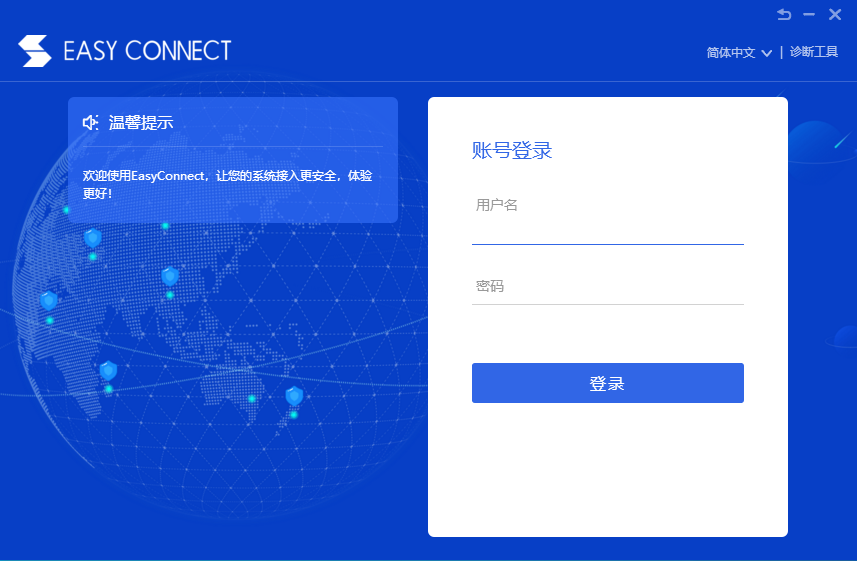 EASY CONNECT
简体中文 | 诊断工具
温馨提示
欢迎使用EasyConnect，让您的系统接入更安全，体验
更好！
账号登录
用户名
密码
登录